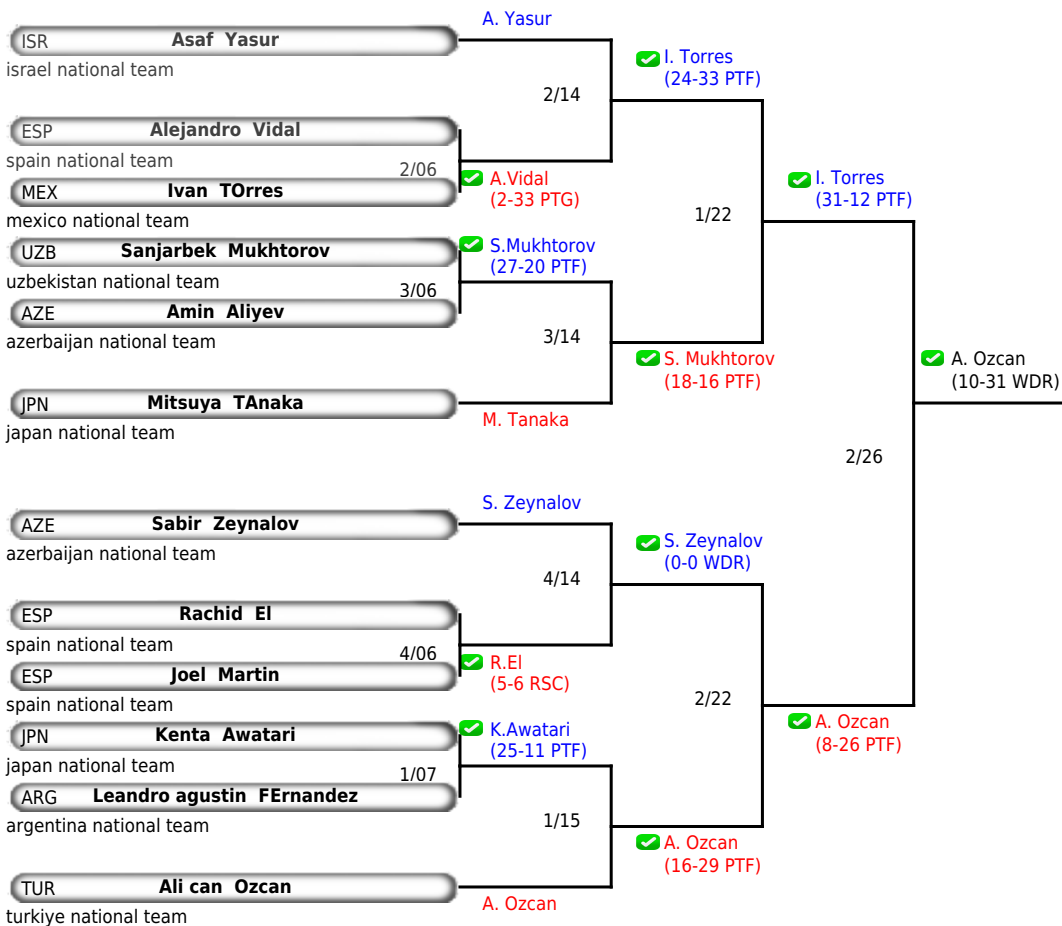 A. Yasur
ISR Asaf Yasur
israel national team
2/14
I. Torres
(24-33 PTF)
ESP Alejandro Vidal
spain national team
2/06
MEX Ivan TOrres
mexico national team
A.Vidal
(2-33 PTG)
1/22
I. Torres
(31-12 PTF)
UZB Sanjarbek Mukhtorov
uzbekistan national team
S.Mukhtorov
(27-20 PTF)
3/06
AZE Amin Aliyev
azerbaijan national team
3/14
S. Mukhtorov
(18-16 PTF)
A. Ozcan
(10-31 WDR)
JPN Mitsuya TAnaka
japan national team
M. Tanaka
2/26
S. Zeynalov
AZE Sabir Zeynalov
azerbaijan national team
S. Zeynalov
(0-0 WDR)
4/14
ESP Rachid El
spain national team
4/06
ESP Joel Martin
spain national team
R.El
(5-6 RSC)
2/22
A. Ozcan
(8-26 PTF)
JPN Kenta Awatari
japan national team
K.Awatari
(25-11 PTF)
1/07
ARG Leandro agustin FErnandez
argentina national team
1/15
A. Ozcan
(16-29 PTF)
TUR Ali can Ozcan
turkiye national team
A. Ozcan